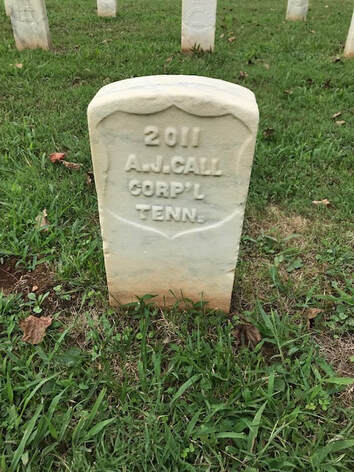 2011
A.J.CALL
CORP'L
TENN.